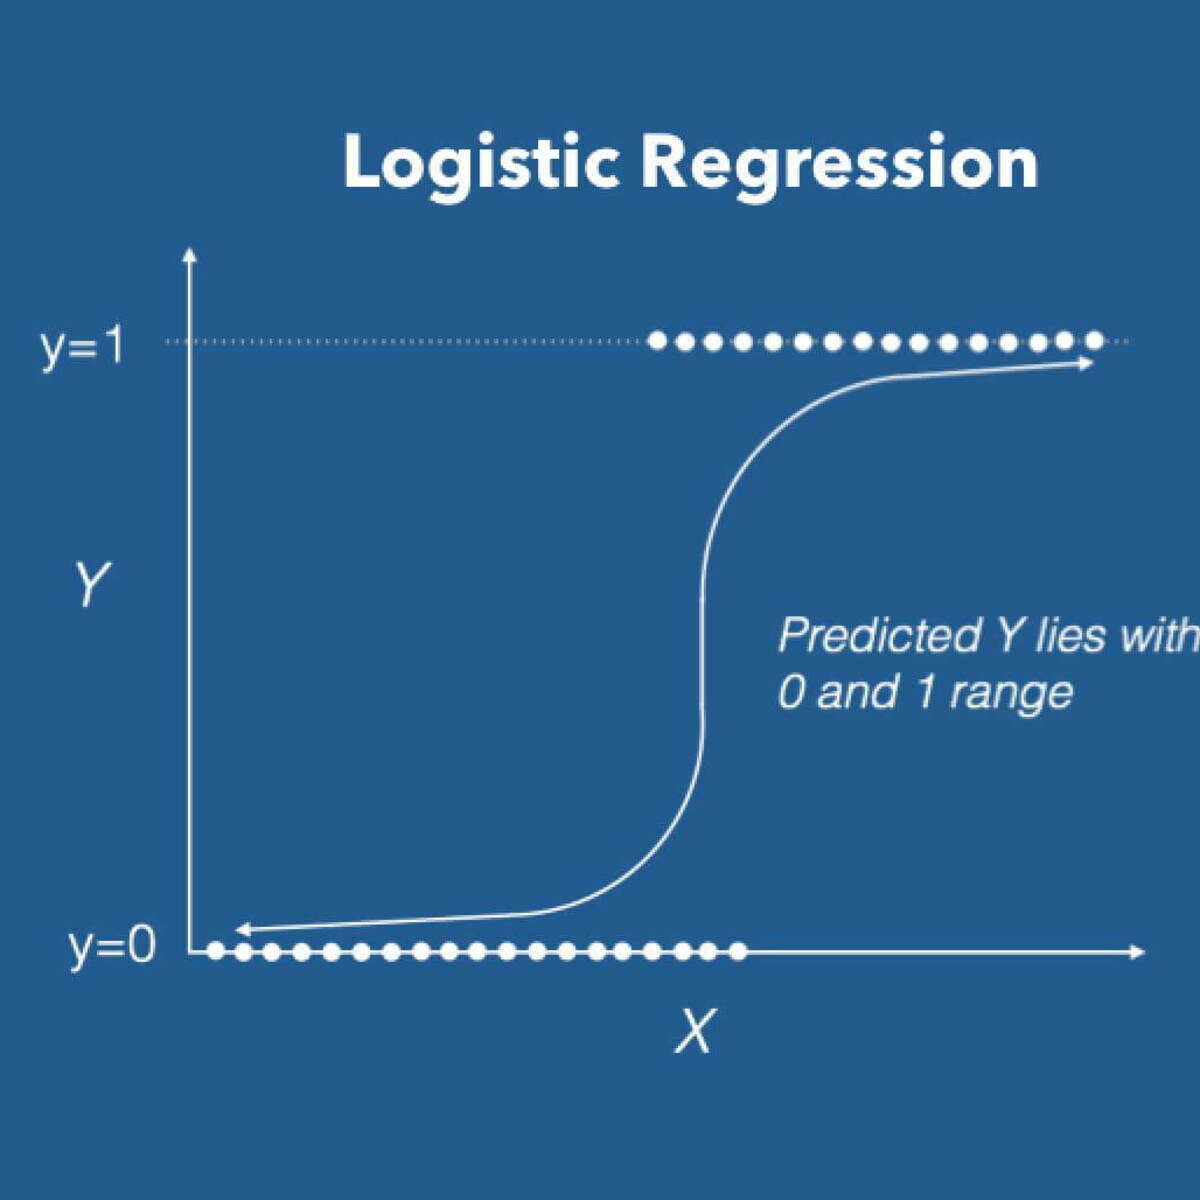 Logistic Regression
y=1
Y
Predicted Y lies with
0 and 1 range
y=0
X